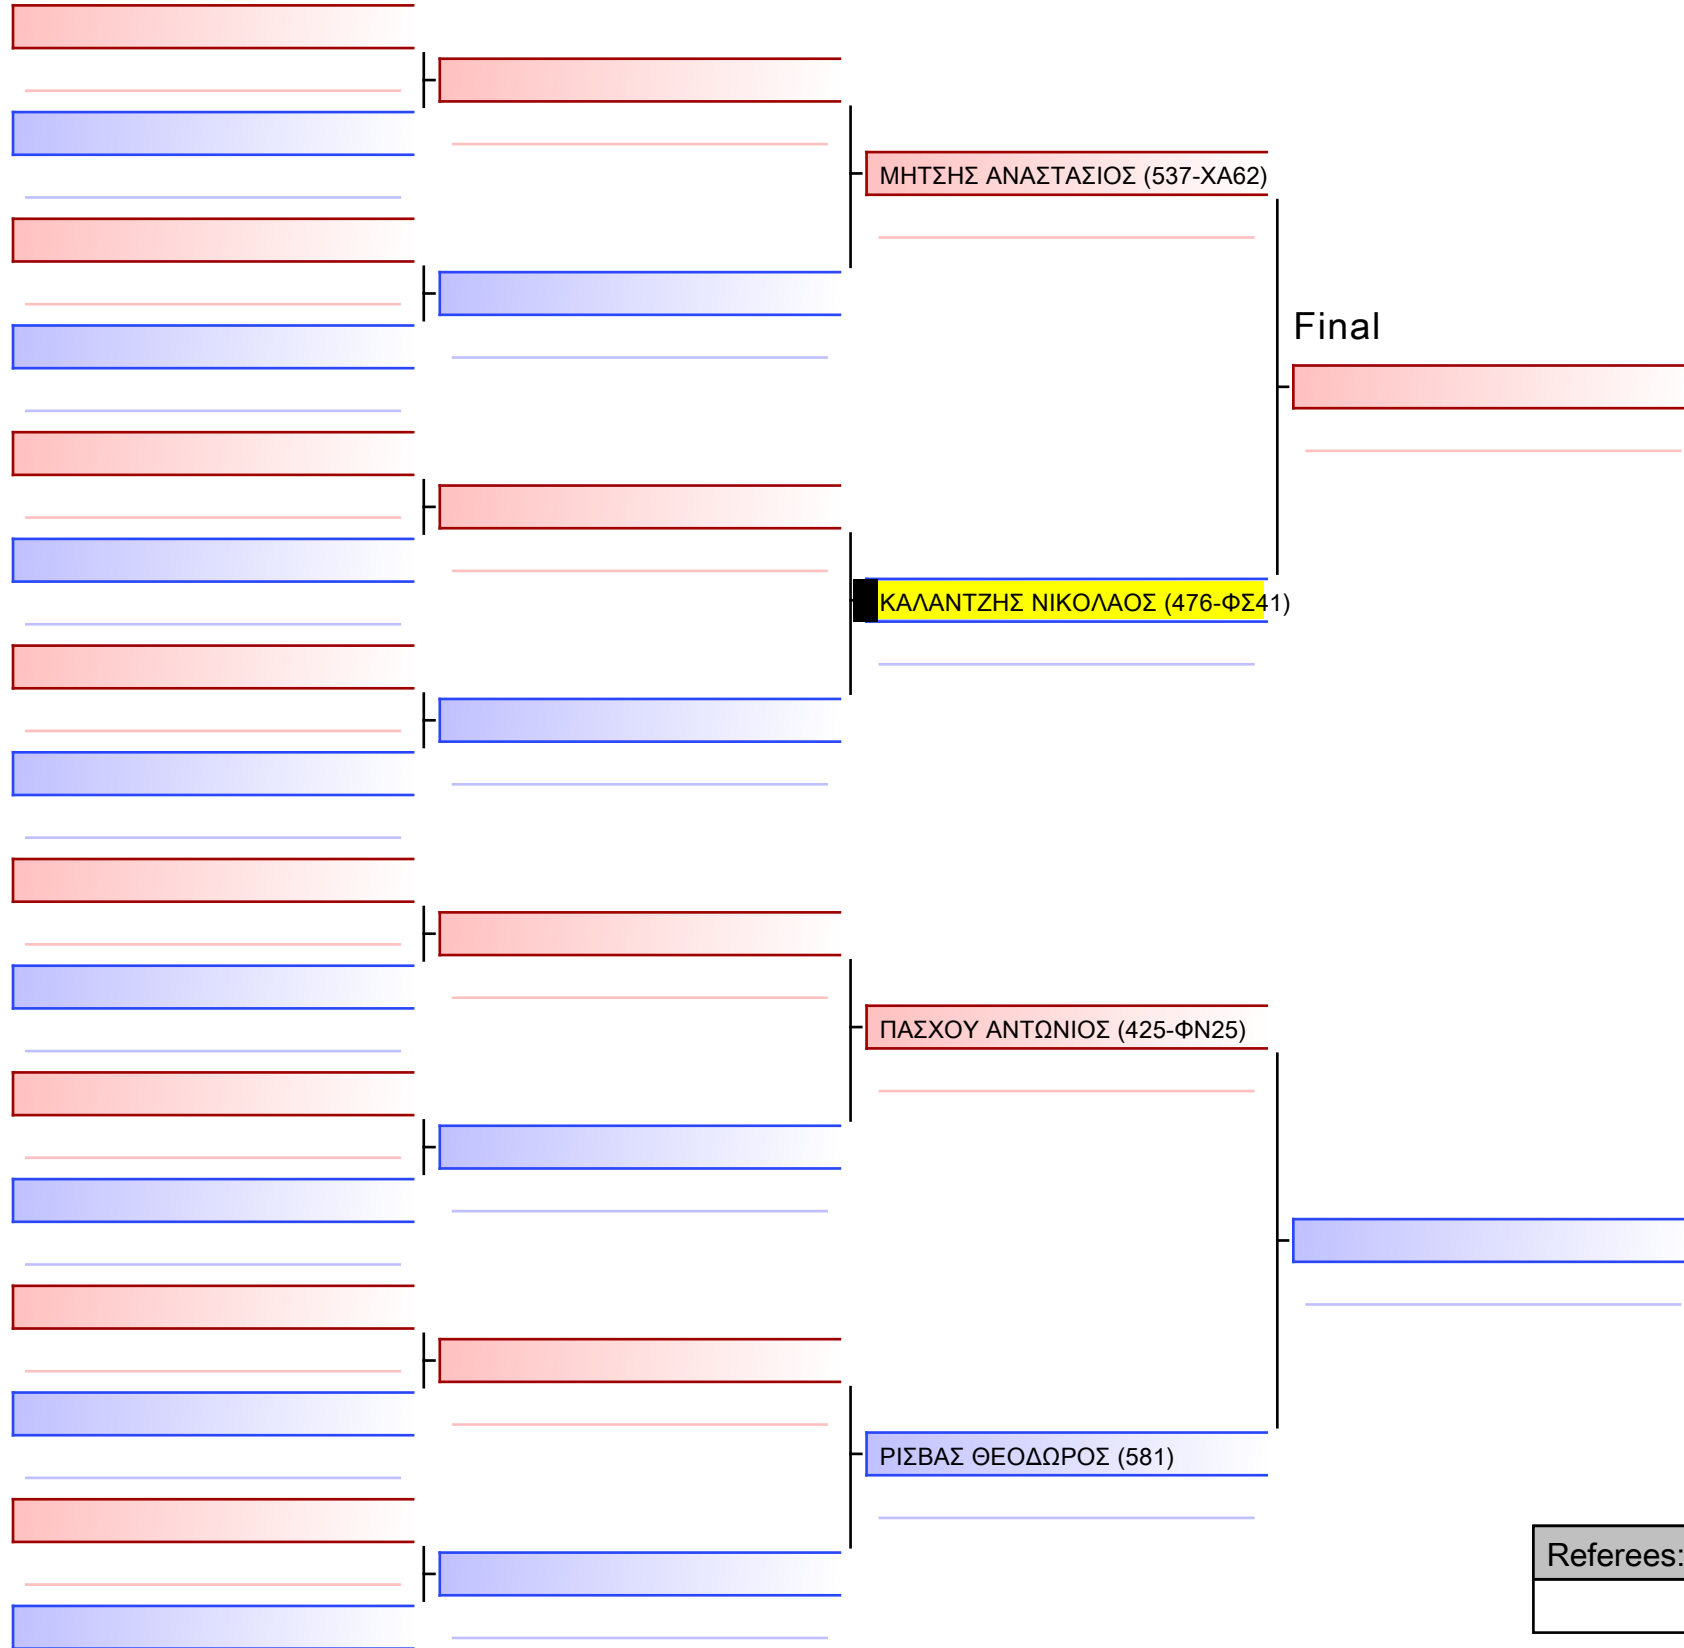 ΜΗΤΣΗΣ ΑΝΑΣΤΑΣΙΟΣ (537-ΧΑ62)
Final
ΚΑΛΑΝΤΖΗΣ ΝΙΚΟΛΑΟΣ (476-ΦΣ41)
ΠΑΣΧΟΥ ΑΝΤΩΝΙΟΣ (425-ΦΝ25)
ΡΙΣΒΑΣ ΘΕΟΔΩΡΟΣ (581)
Referees: